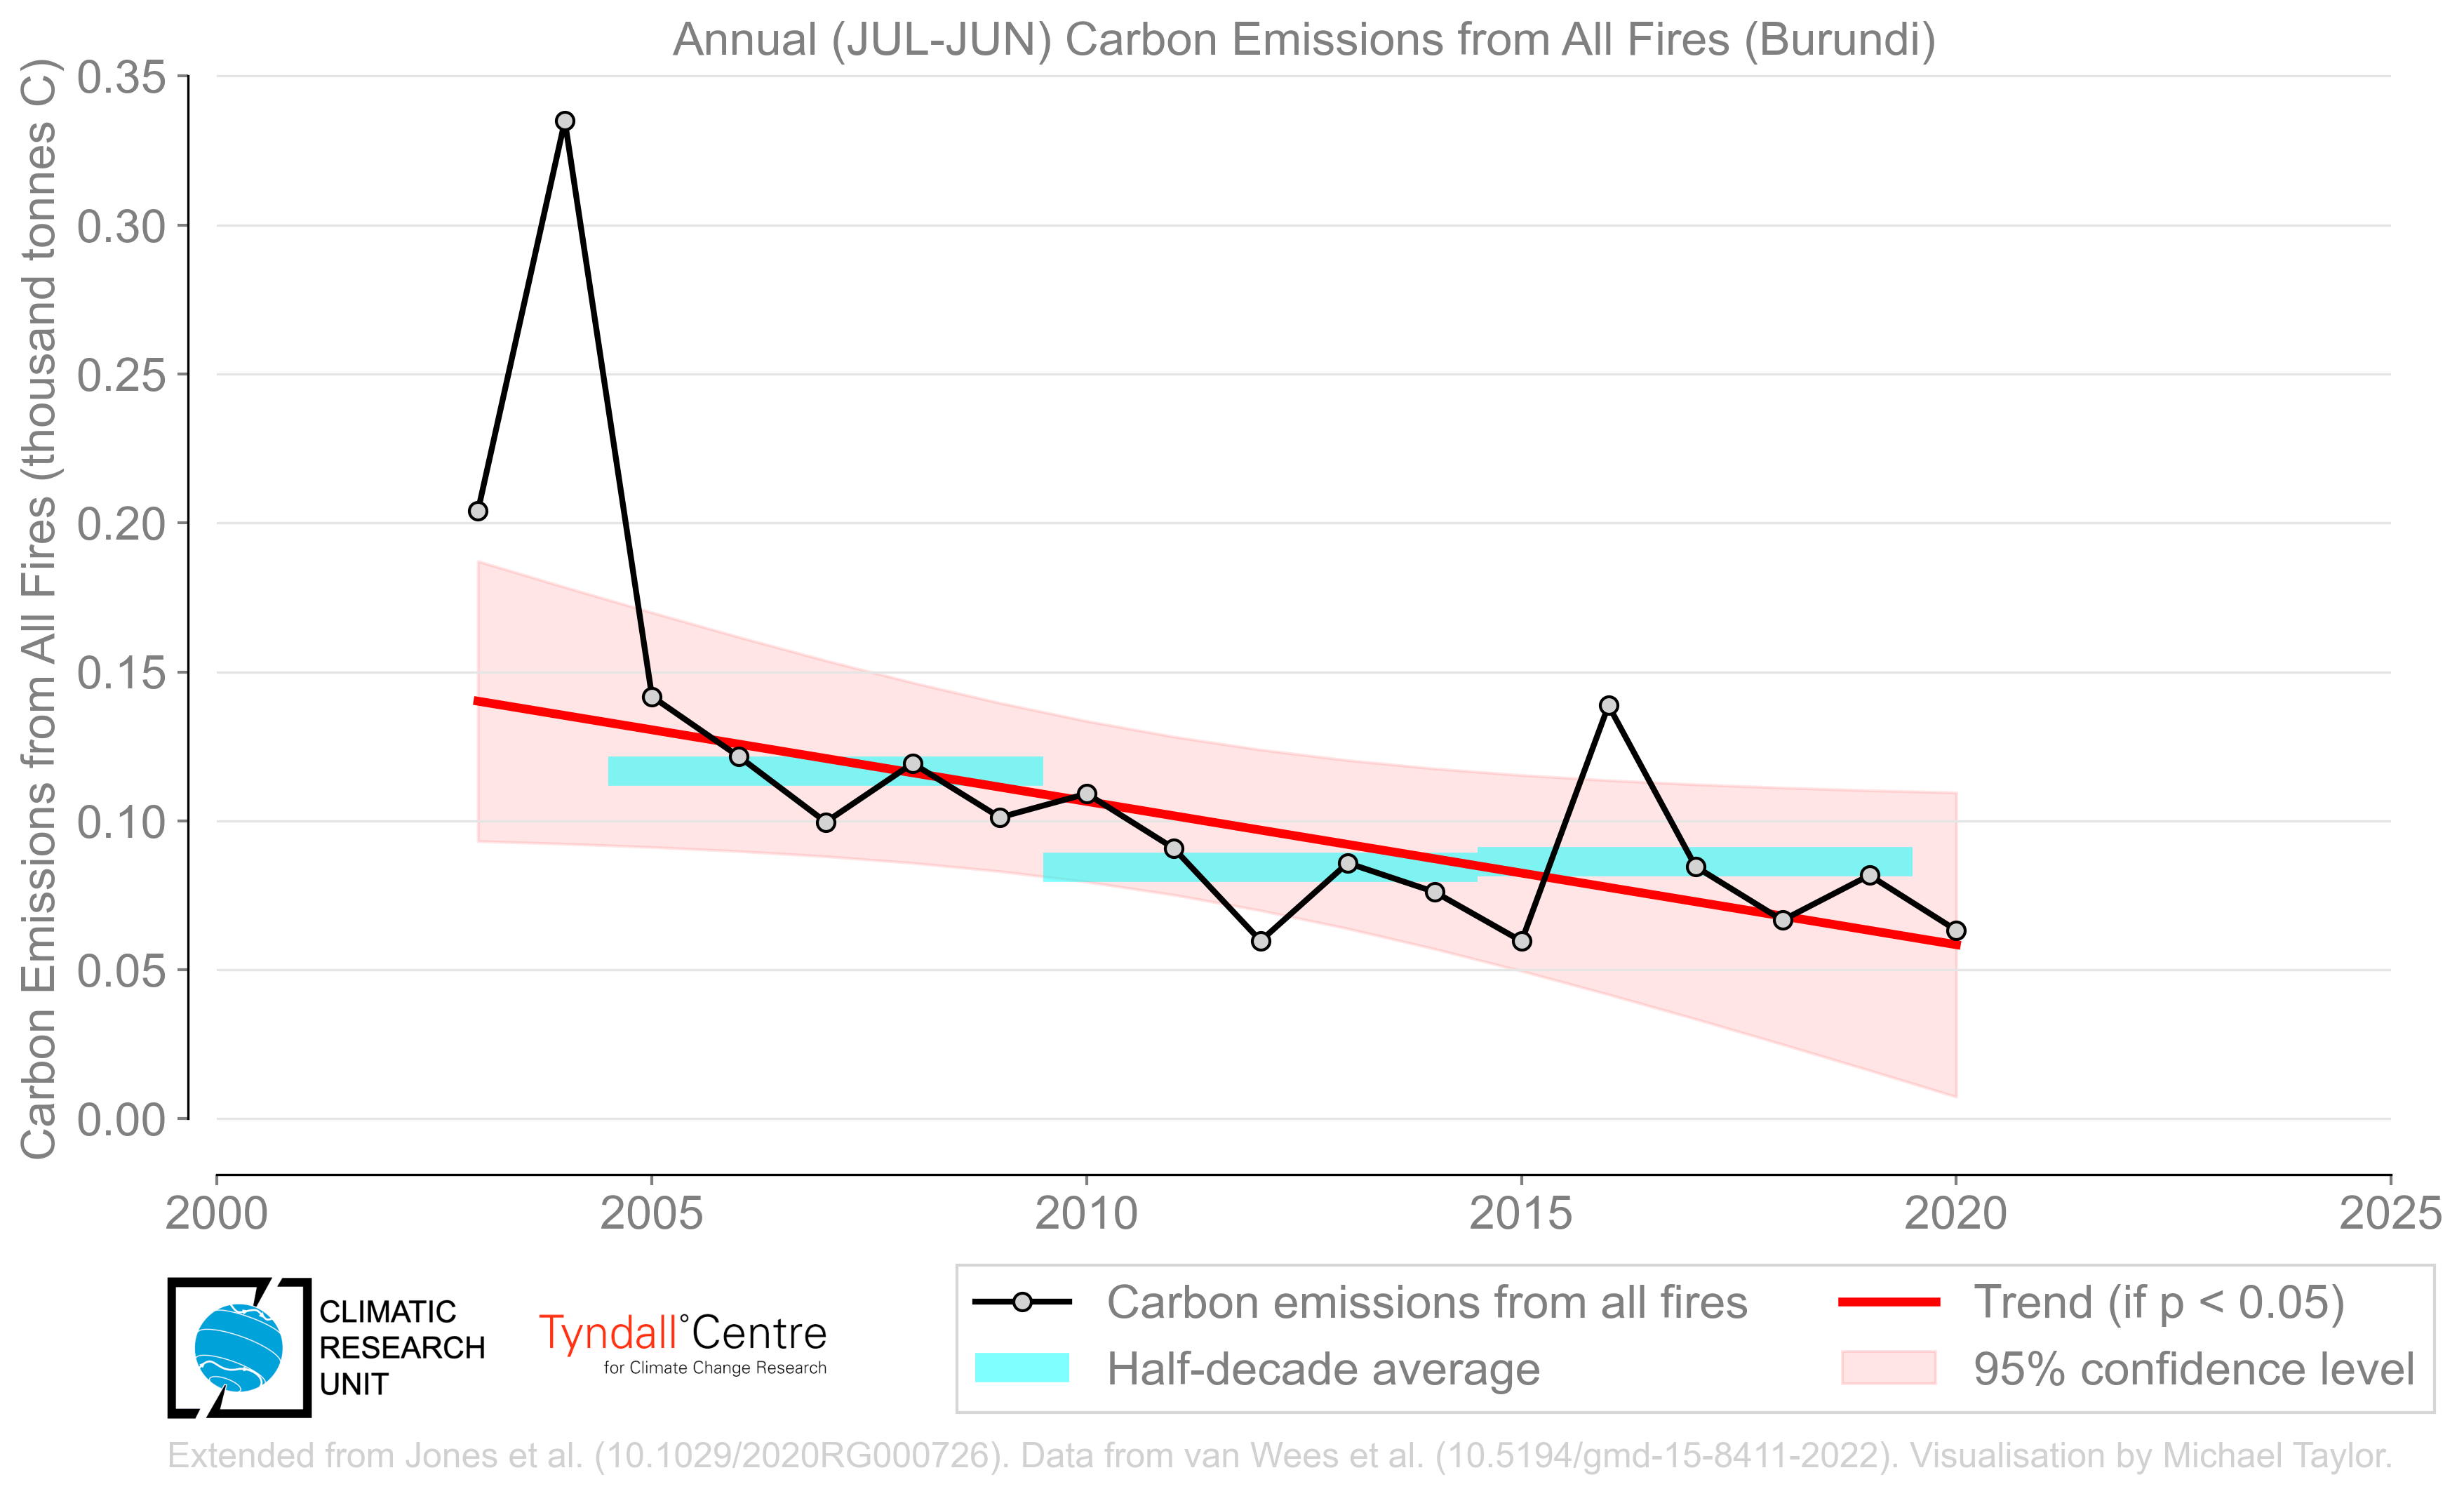 Annual (JUL-JUN) Carbon Emissions from All Fires (Burundi)
Carbon Emissions from All Fires (thousand tonnes C)
0.35
0.30
0.25
0.20
0.15
0.10
0.05
0.00
2000 2005 2010 2015 2020 2025
CLIMATIC
RESEARCH
UNIT
Tyndall°Centre
for Climate Change Research
Carbon emissions from all fires
Half-decade average
Trend (if p < 0.05)
95% confidence level
Extended from Jones et al. (10.1029/2020RG000726). Data from van Wees et al. (10.5194/gmd-15-8411-2022). Visualisation by Michael Taylor.